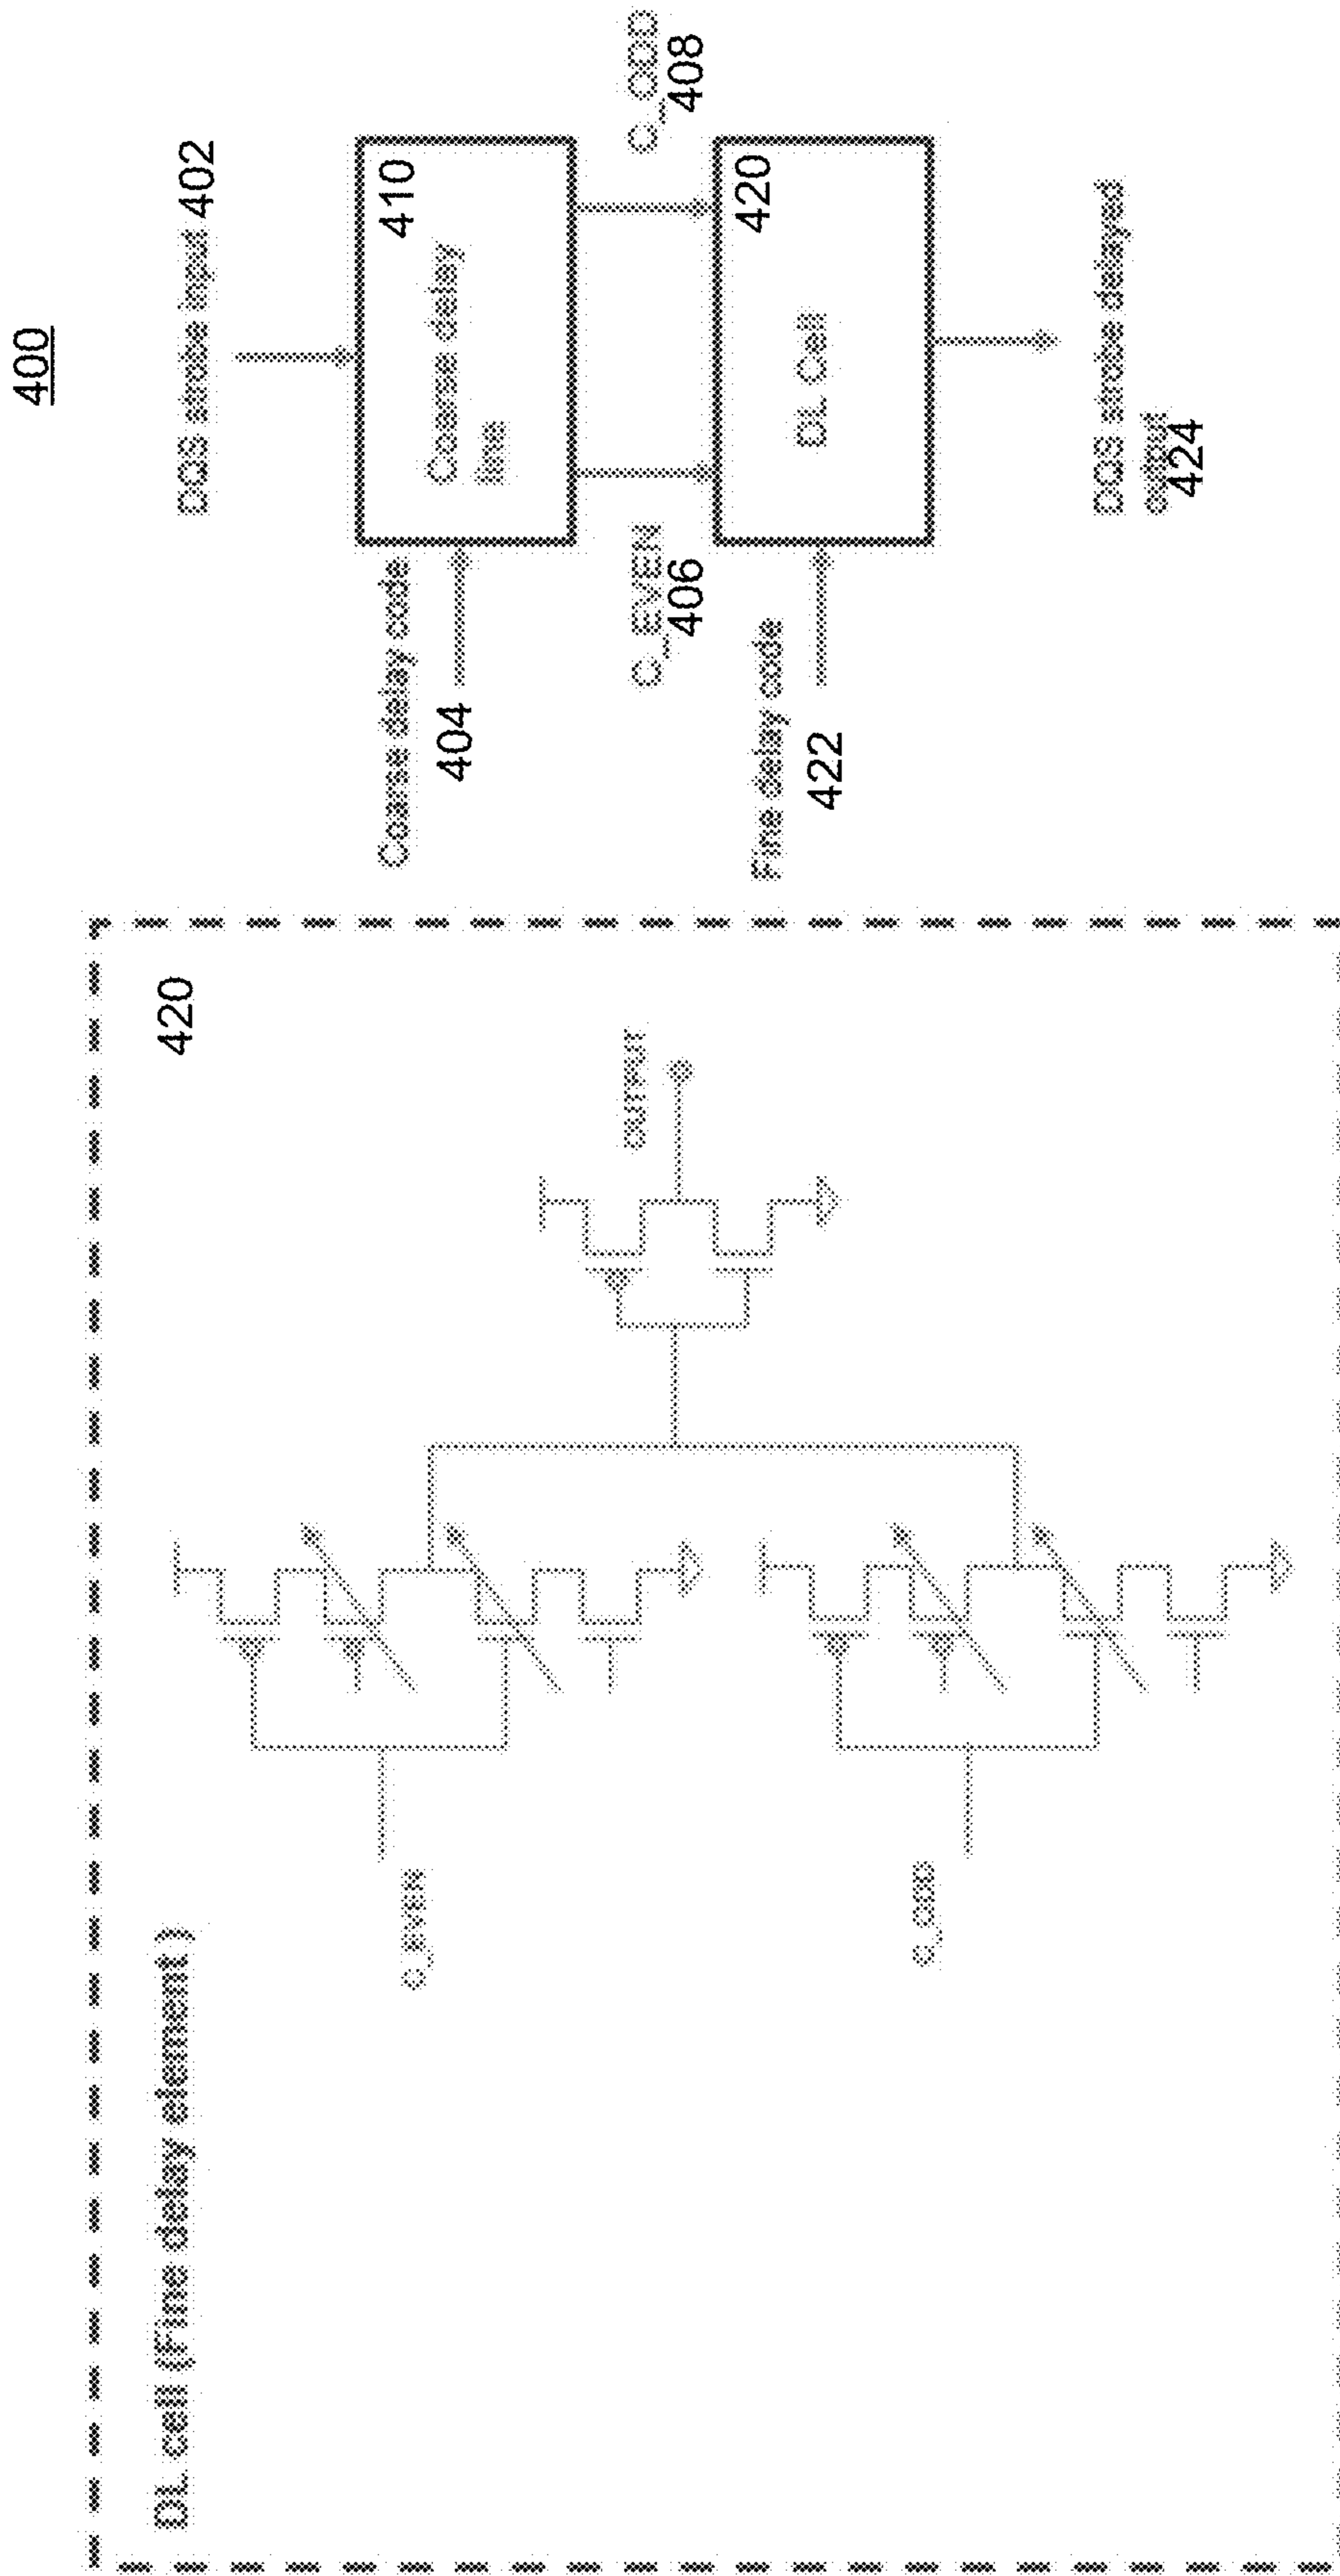 400
DL cell (Fine delay element )
420
C_EVEN
C_ODD
OUTPUT
DQS strobe input 402
Coarse delay code
404
410
Coarse delay
line
C_EVEN
406
C_ODD
408
Fine delay code
422
420
DL Cell
DQS strobe delayed
output
424